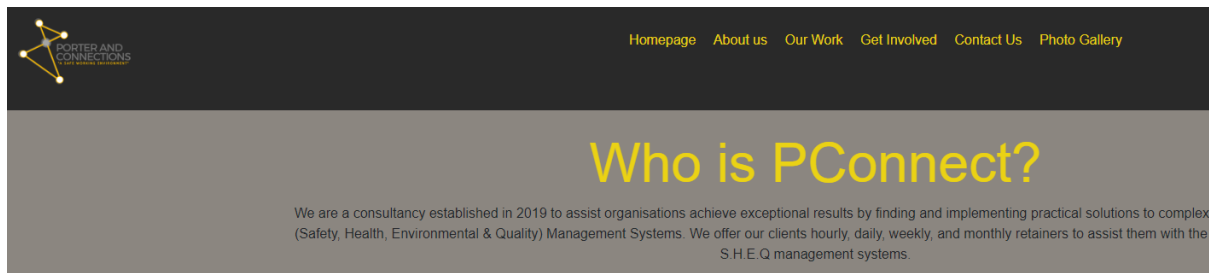 PORTER AND
CONNECTIONS
"A SAFE WORKING ENVIRONMENT"
Homepage About us Our Work Get Involved Contact Us Photo Gallery
Who is PConnect?
We are a consultancy established in 2019 to assist organisations achieve exceptional results by finding and implementing practical solutions to complex
(Safety, Health, Environmental & Quality) Management Systems. We offer our clients hourly, daily, weekly, and monthly retainers to assist them with the
S.H.E.Q management systems.